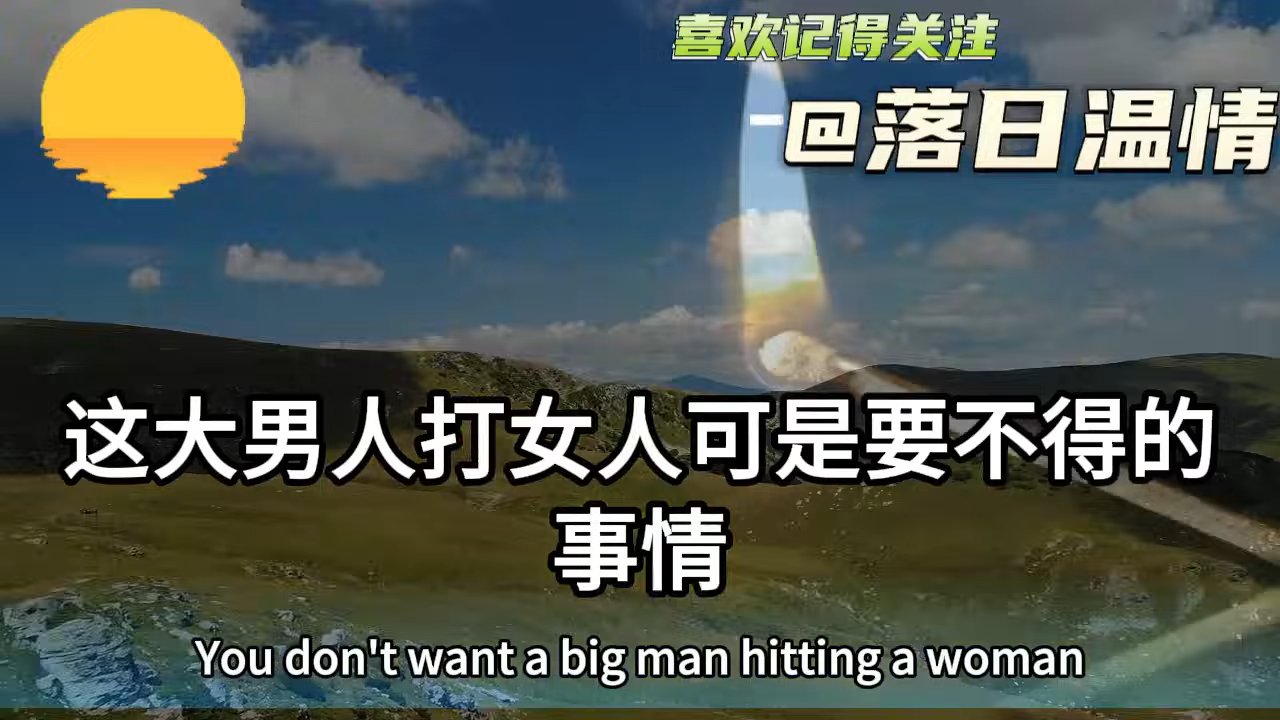 喜欢记得关注
@落日温情
这大男人打女人可是要不得的
事情
You don't want a big man hitting a woman